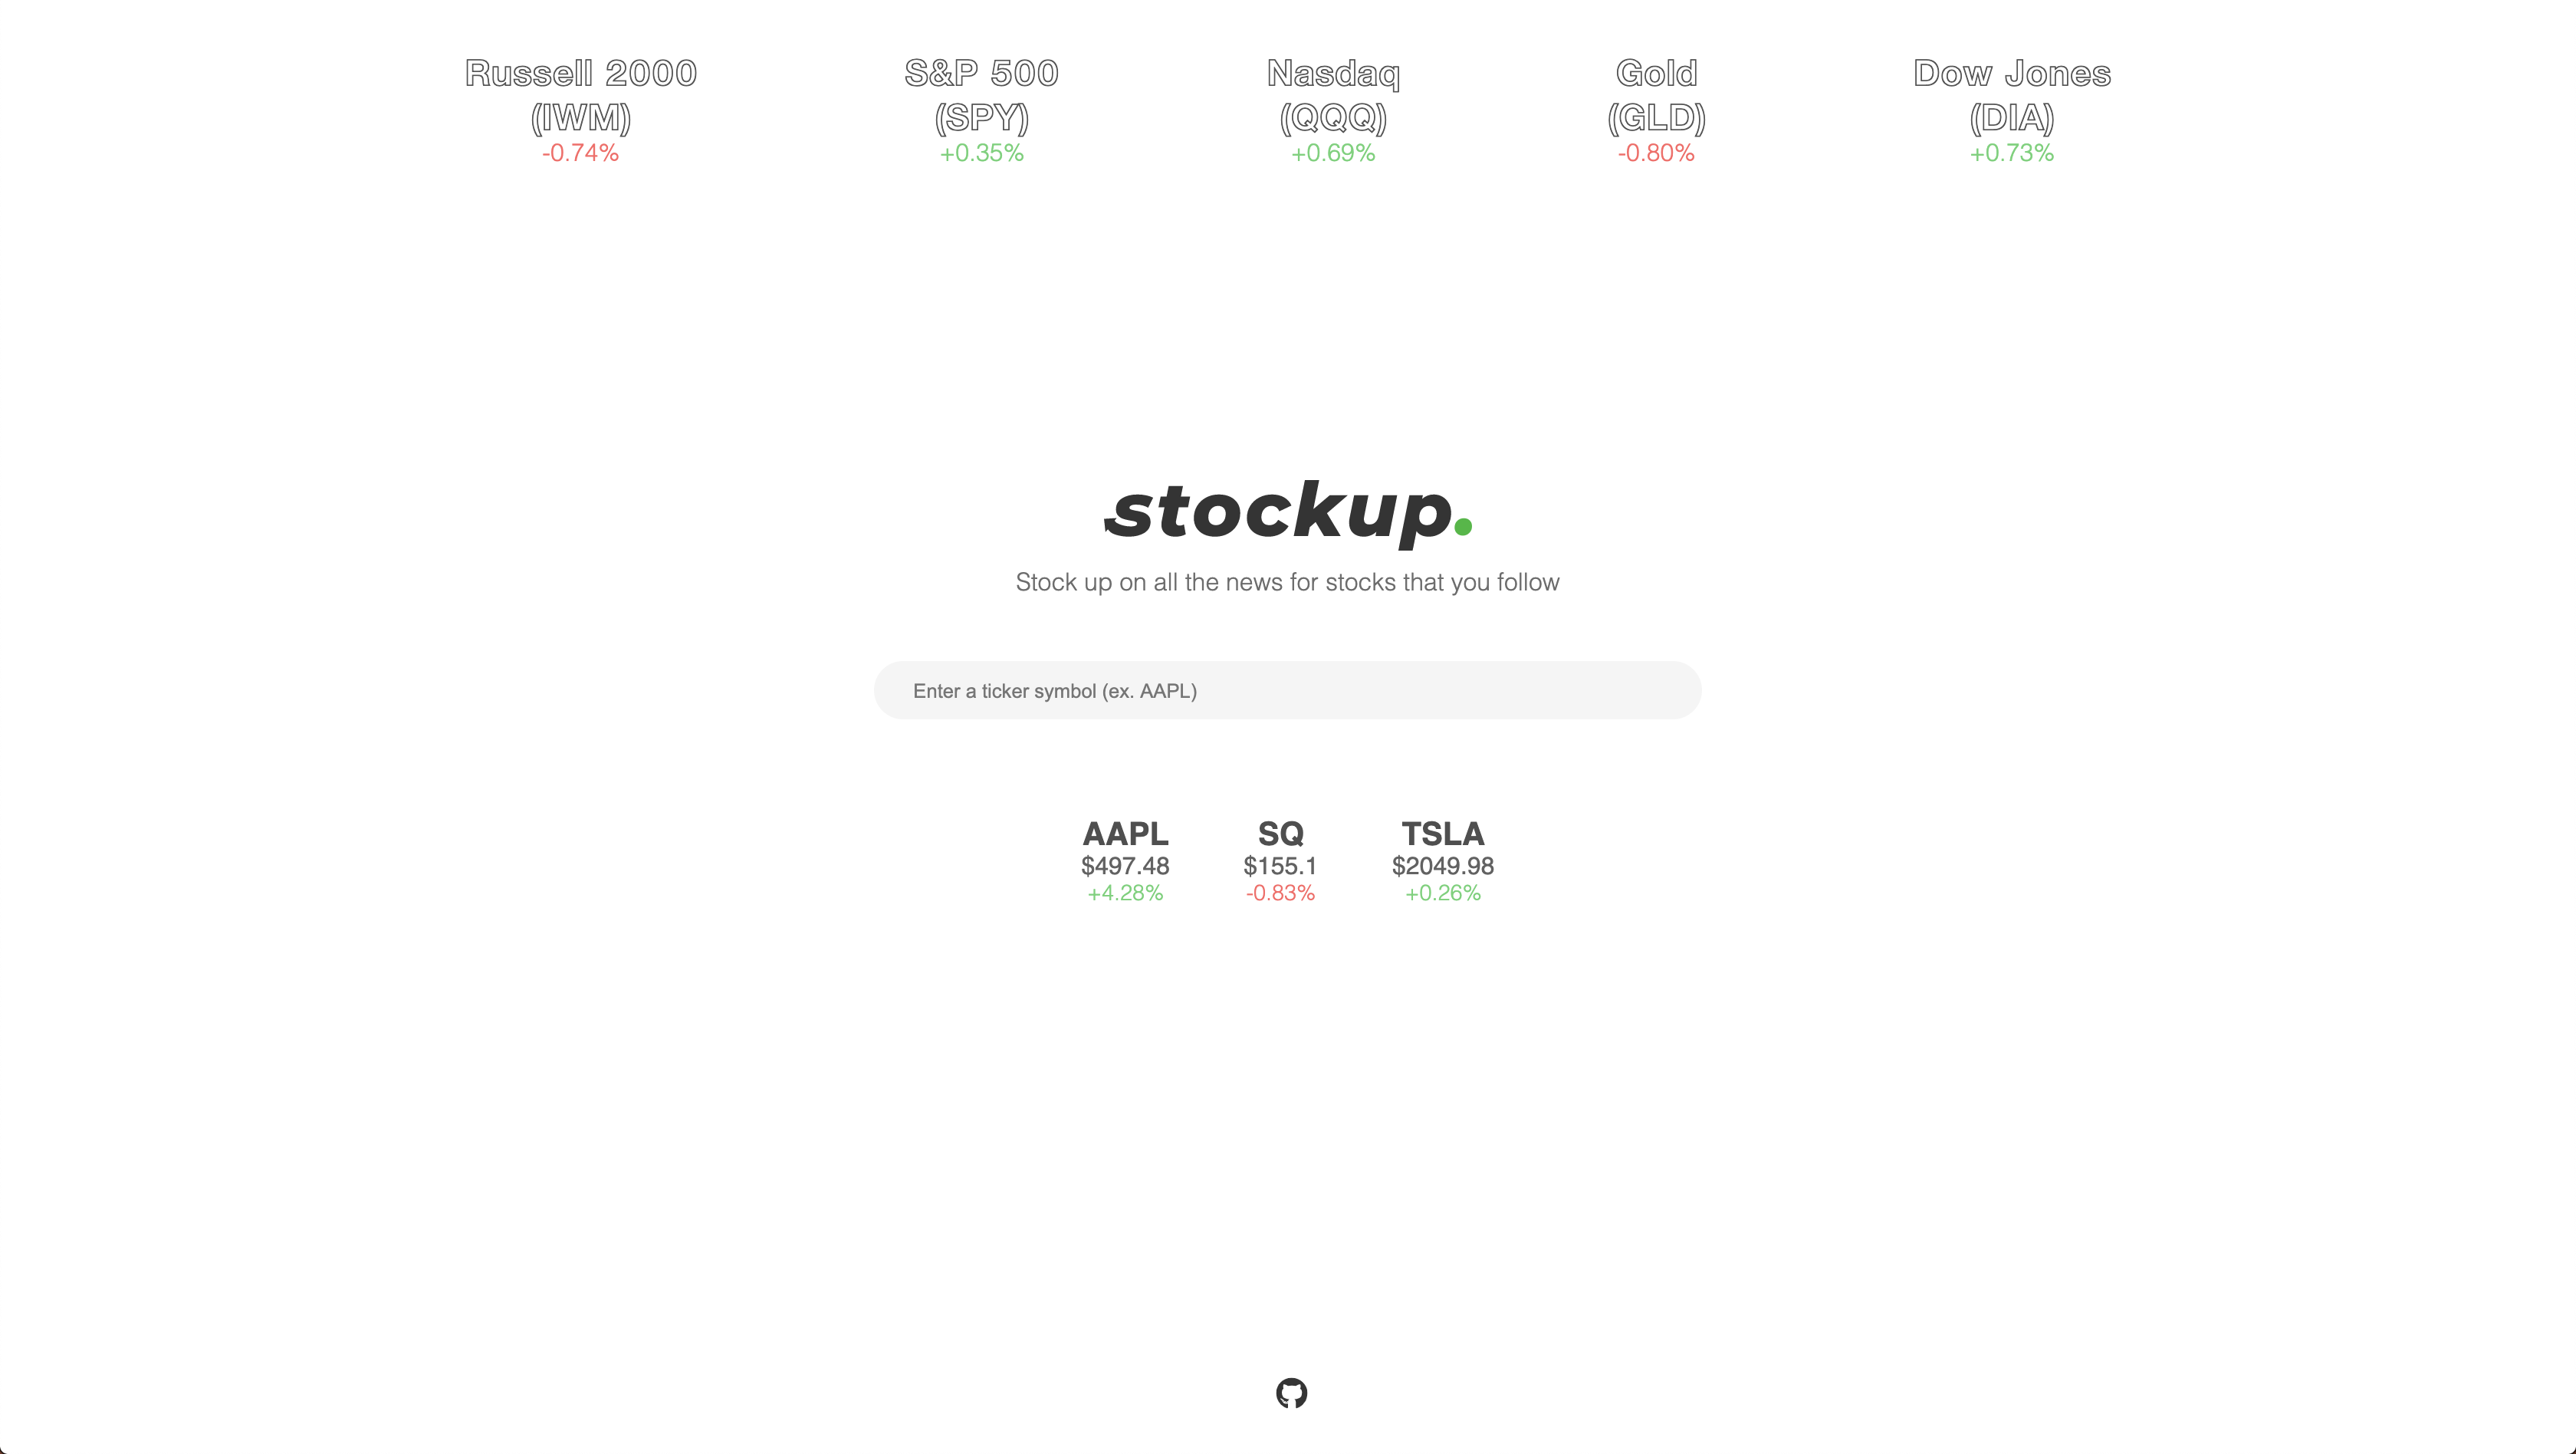 Russell 2000
(IWM)
-0.74%
S&P 500
(SPY)
+0.35%
Nasdaq
(QQQ)
+0.69%
Gold
(GLD)
-0.80%
Dow Jones
(DIA)
+0.73%
stockup.
Stock up on all the news for stocks that you follow
Enter a ticker symbol (ex. AAPL)
AAPL
$497.48
+4.28%
SQ
$155.1
-0.83%
TSLA
$2049.98
+0.26%